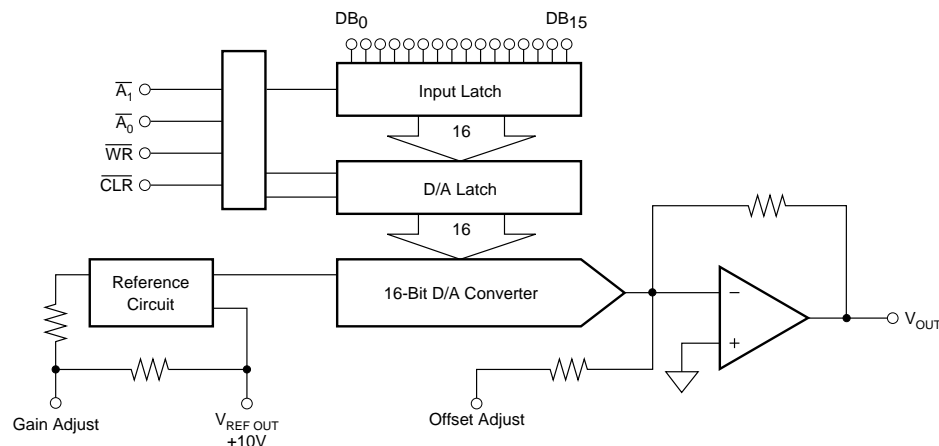 DB0 DB15
Input Latch
A1
A0
WR
CLR
16
D/A Latch
16
Reference
Circuit
16-Bit D/A Converter
–
+
VOUT
Gain Adjust
VREF OUT
+10V
Offset Adjust